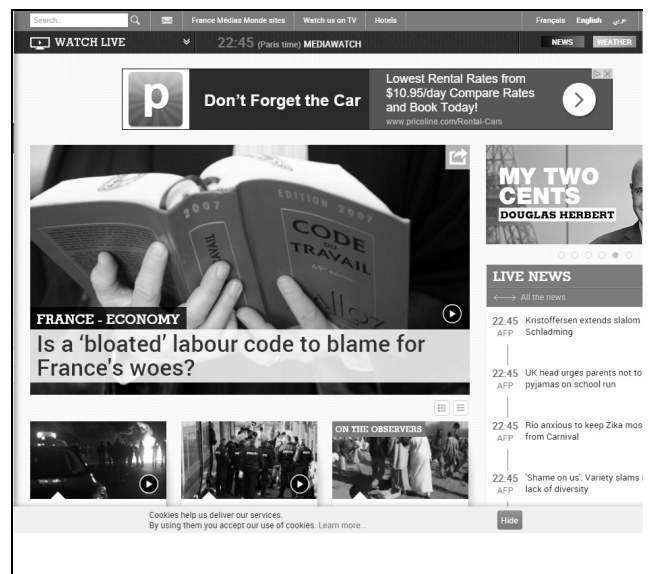 Search...
France Médias Monde sites
Watch us on TV
Hotels
Français English عربي
WATCH LIVE
22:45 (Paris time) MEDIAWATCH
NEWS
WEATHER
p
Don't Forget the Car
Lowest Rental Rates from
$10.95/day Compare Rates
and Book Today!
www.priceline.com/Rental-Cars
2007
EDITION 2007
CODE
DU
TRAVAIL
TRAVAIL
FRANCE - ECONOMY
Is a 'bloated' labour code to blame for
France's woes?
MY TWO
CENTS
DOUGLAS HERBERT
LIVE NEWS
All the news
22:45 Kristoffersen extends slalom
AFP Schladming
22:45 UK head urges parents not to
AFP pyjamas on school run
22:45 Rio anxious to keep Zika mos
AFP from Carnival
22:45 'Shame on us': Variety slams
AFP lack of diversity
ON THE OBSERVERS
Cookies help us deliver our services.
By using them you accept our use of cookies. Learn more...
Hide